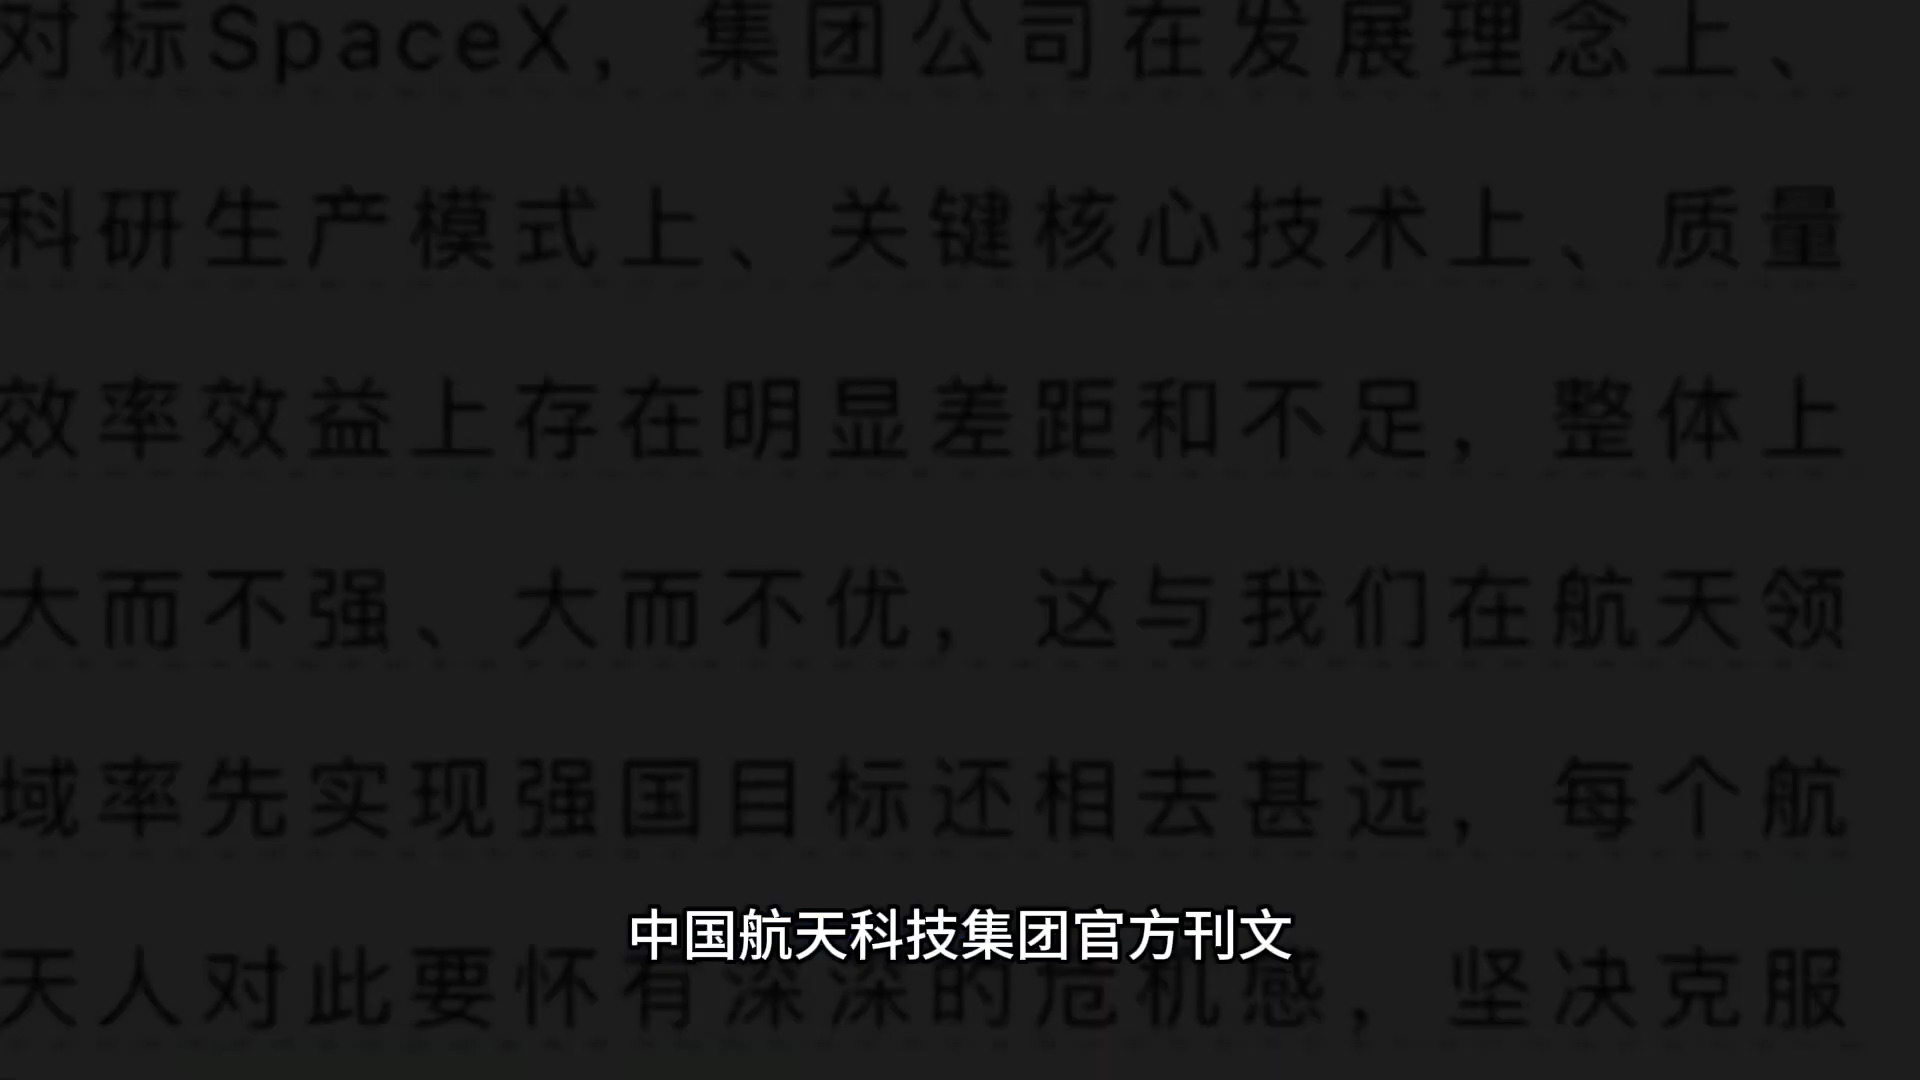 对标SpaceX，集团公司在发展理念上、
科研生产模式上、关键核心技术上、质量
效率效益上存在明显差距和不足，整体上
大而不强、大而不优，这与我们在航天领
域率先实现强国目标还相去甚远，每个航
中国航天科技集团官方刊文
天人对此要怀有深深的危机感，坚决克服